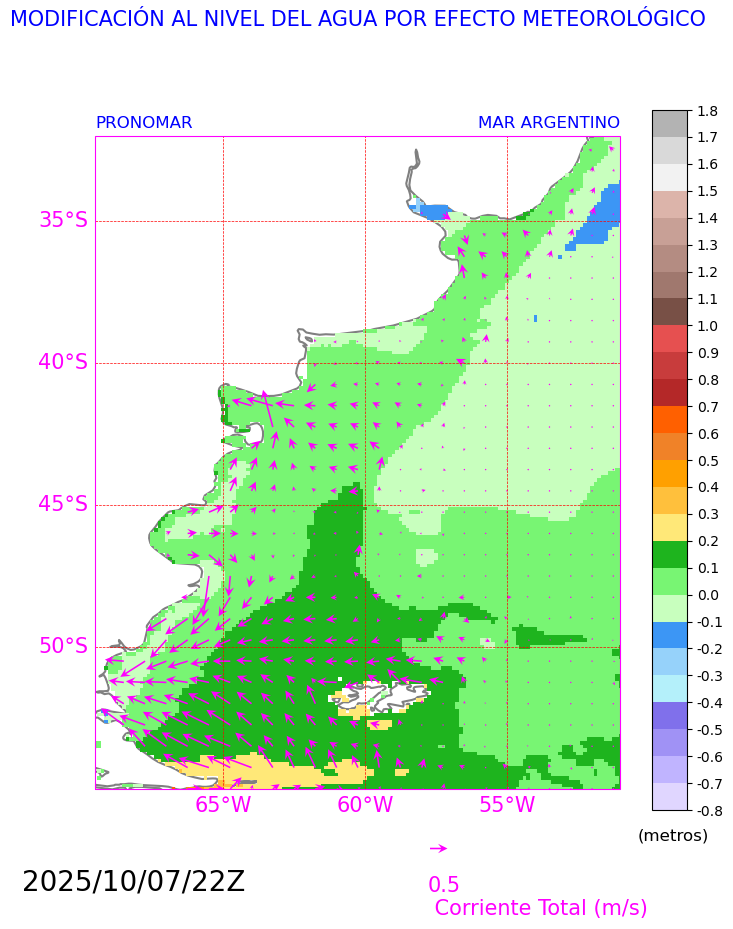 MODIFICACIÓN AL NIVEL DEL AGUA POR EFECTO METEOROLÓGICO
PRONOMAR
MAR ARGENTINO
35°S
40°S
45°S
50°S
65°W
60°W
55°W
1.8
1.7
1.6
1.5
1.4
1.3
1.2
1.1
1.0
0.9
0.8
0.7
0.6
0.5
0.4
0.3
0.2
0.1
0.0
-0.1
-0.2
-0.3
-0.4
-0.5
-0.6
-0.7
-0.8
(metros)
2025/10/07/22Z
0.5
Corriente Total (m/s)